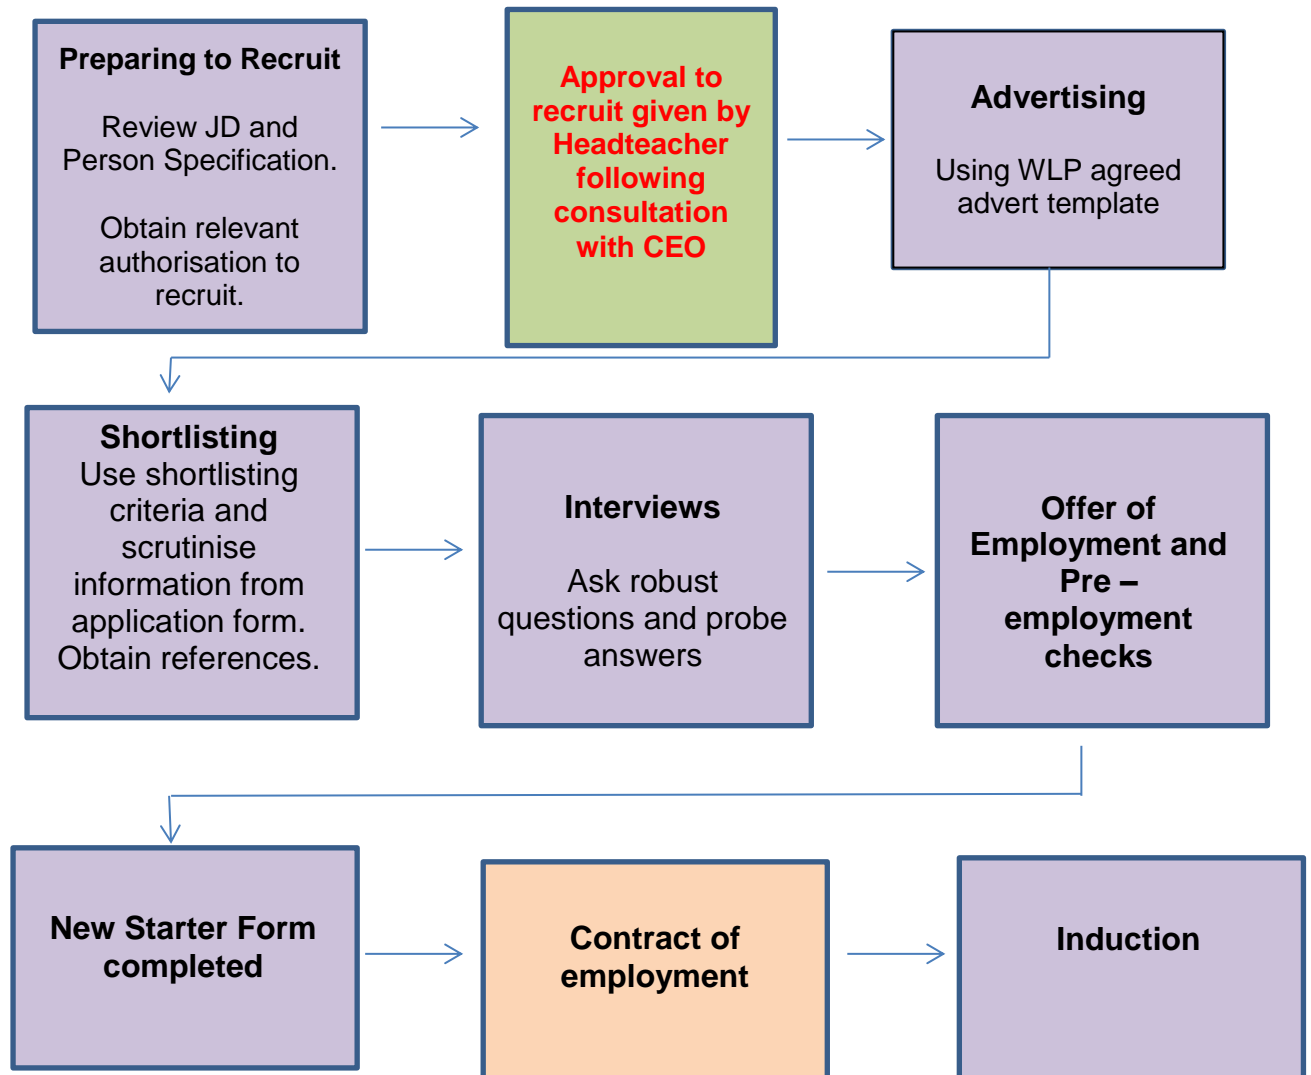 Preparing to Recruit
Review JD and
Person Specification.
Obtain relevant
authorisation to
recruit.
Approval to
recruit given by
Headteacher
following
consultation
with CEO
Advertising
Using WLP agreed
advert template
Shortlisting
Use shortlisting
criteria and
scrutinise
information from
application form.
Obtain references.
Interviews
Ask robust
questions and probe
answers
Offer of
Employment and
Pre –
employment
checks
New Starter Form
completed
Contract of
employment
Induction